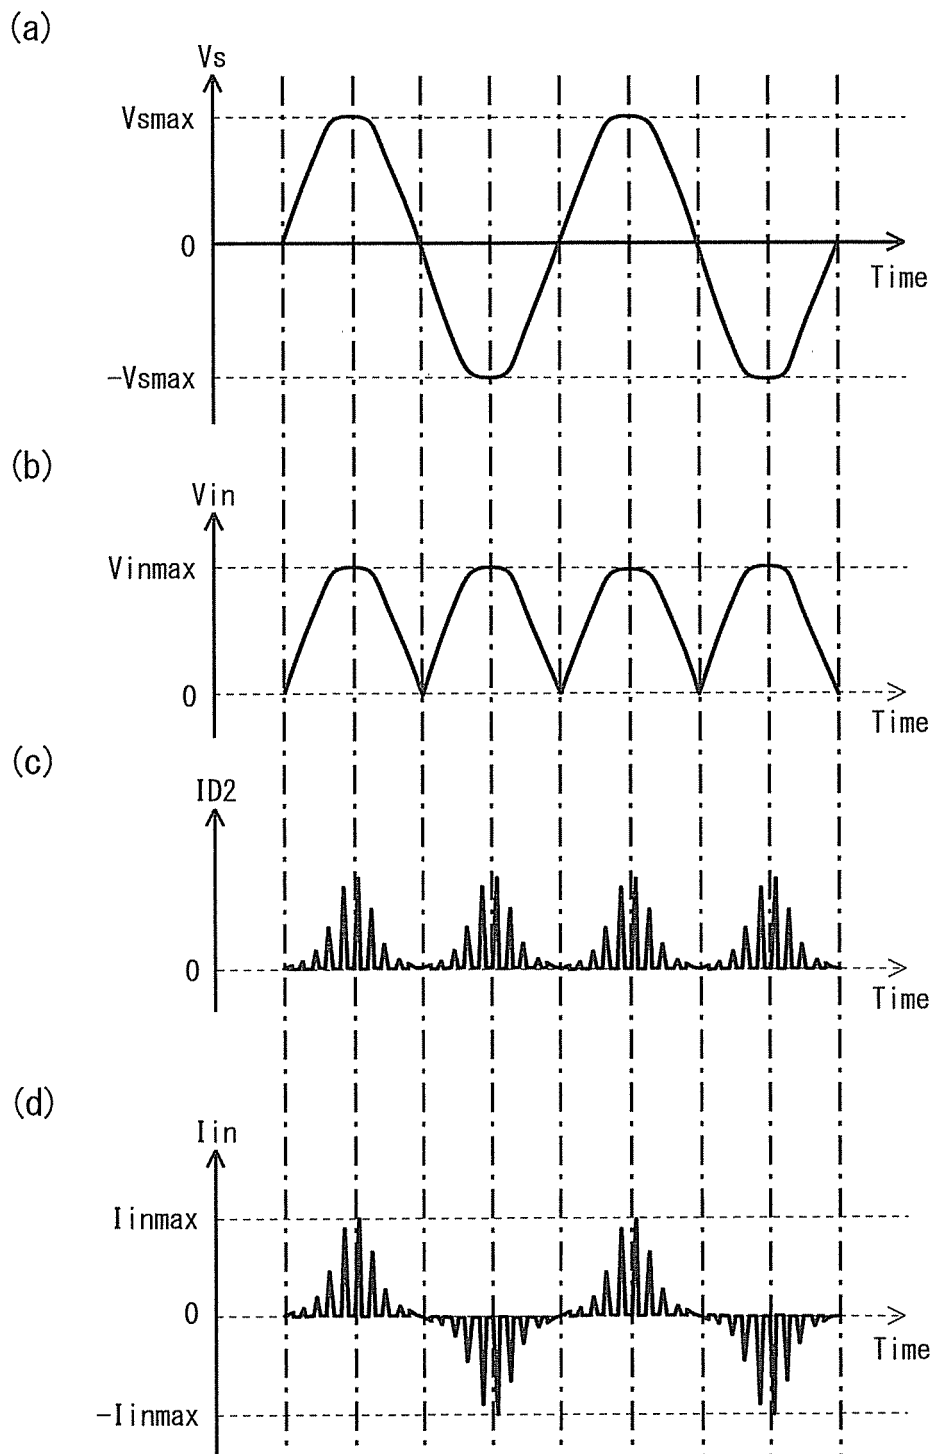 (a)
Vs
Vsmax
0
Time
-Vsmax
(b)
Vin
Vinmax
0
Time
(c)
ID2
0
Time
(d)
Iin
Iinmax
0
Time
-Iinmax